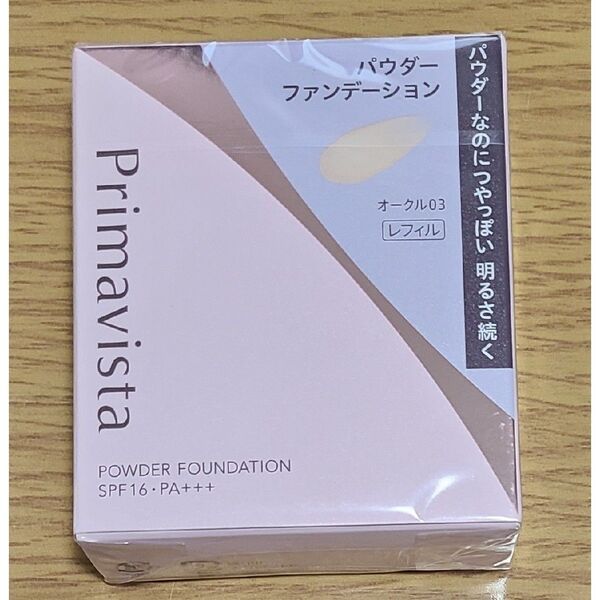 Primavista
POWDER FOUNDATION
SPF16・PA+++
パウダー
ファンデーション
オークル03
レフィル
パウダーなのにつやっぽい 明るさ続く